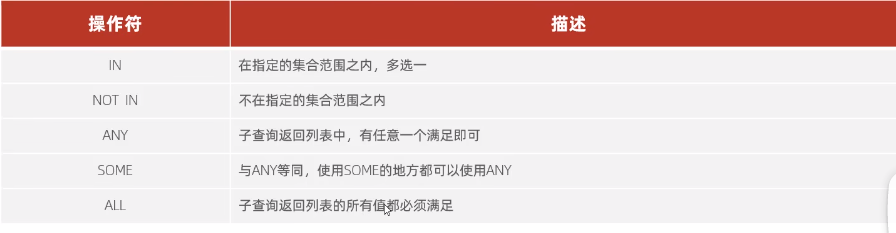 操作符 描述
IN 在指定的集合范围之内，多选一
NOT IN 不在指定的集合范围之内
ANY 子查询返回列表中，有任意一个满足即可
SOME 与ANY等同，使用SOME的地方都可以使用ANY
ALL 子查询返回列表的所有值都必须满足